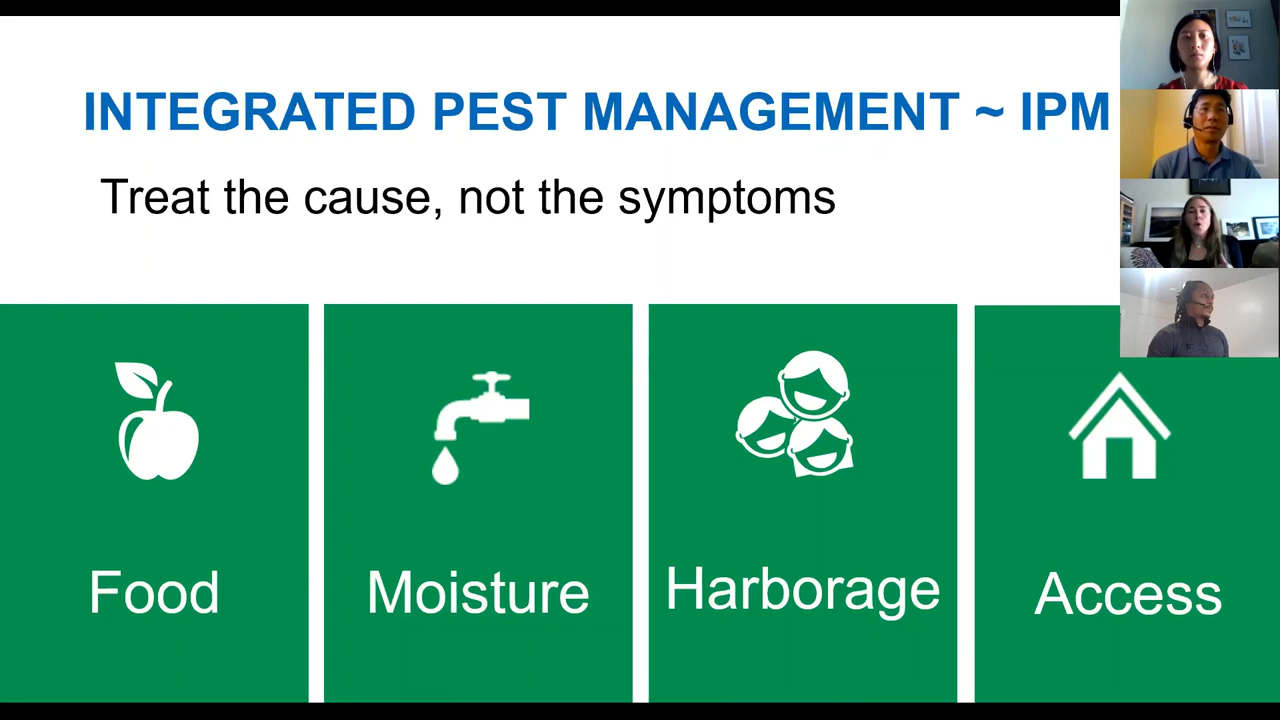 INTEGRATED PEST MANAGEMENT ~ IPM
Treat the cause, not the symptoms
Food
Moisture
Harborage
Access